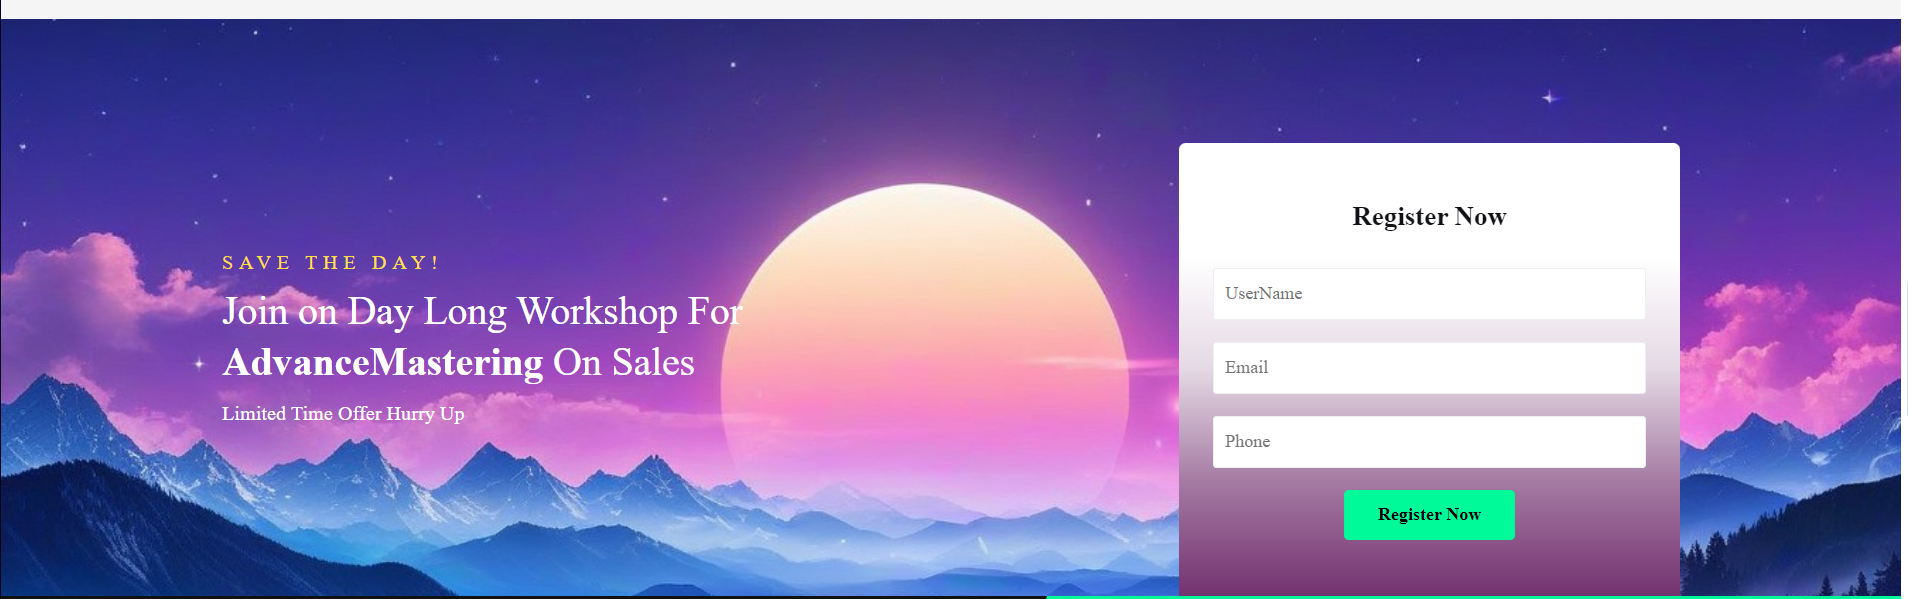 SAVE THE DAY!
Join on Day Long Workshop For
AdvanceMastering On Sales
Limited Time Offer Hurry Up
Register Now
UserName
Email
Phone
Register Now